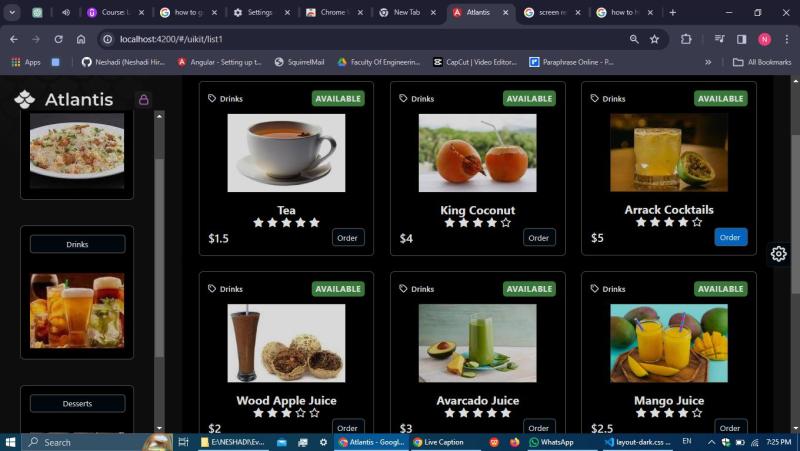 Course: L
how to g
Settings
Chrome
New Tab
Atlantis
screen re
how to h
localhost:4200/#/uikit/list1
N
Apps
Neshadi (Neshadi Hir...
Angular - Setting up t...
SquirrelMail
Faculty Of Engineerin...
CapCut | Video Editor...
Paraphrase Online - P...
»
All Bookmarks
Atlantis
Drinks
Desserts
Drinks
AVAILABLE
Tea
$1.5
Order
Drinks
AVAILABLE
King Coconut
$4
Order
Drinks
AVAILABLE
Arrack Cocktails
$5
Order
Drinks
AVAILABLE
Wood Apple Juice
$2
Order
Drinks
AVAILABLE
Avarcado Juice
$3
Order
Drinks
AVAILABLE
Mango Juice
$2.5
Order
Search
E:\NESHADI\Ev...
Atlantis - Googl...
Live Caption
WhatsApp
layout-dark.css ...
EN
7:25 PM